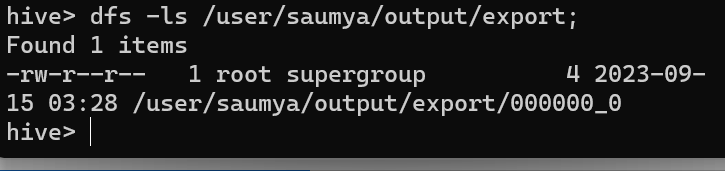 hive> dfs -ls /user/saumya/output/export;
Found 1 items
-rw-r--r--   1 root supergroup          4 2023-09-
15 03:28 /user/saumya/output/export/000000_0
hive>